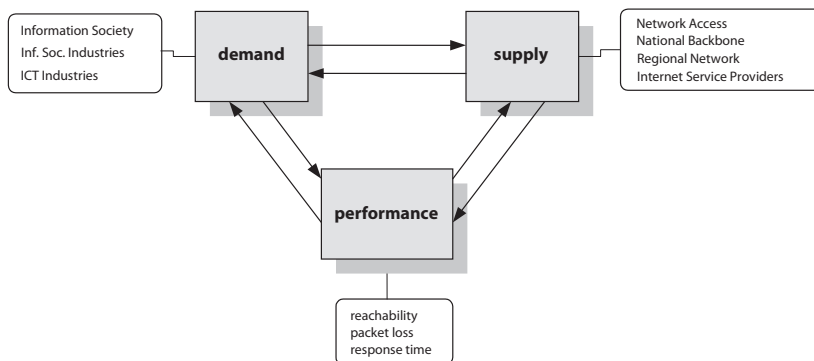 Information Society
Inf. Soc. Industries
ICT Industries
demand
supply
Network Access
National Backbone
Regional Network
Internet Service Providers
performance
reachability
packet loss
response time